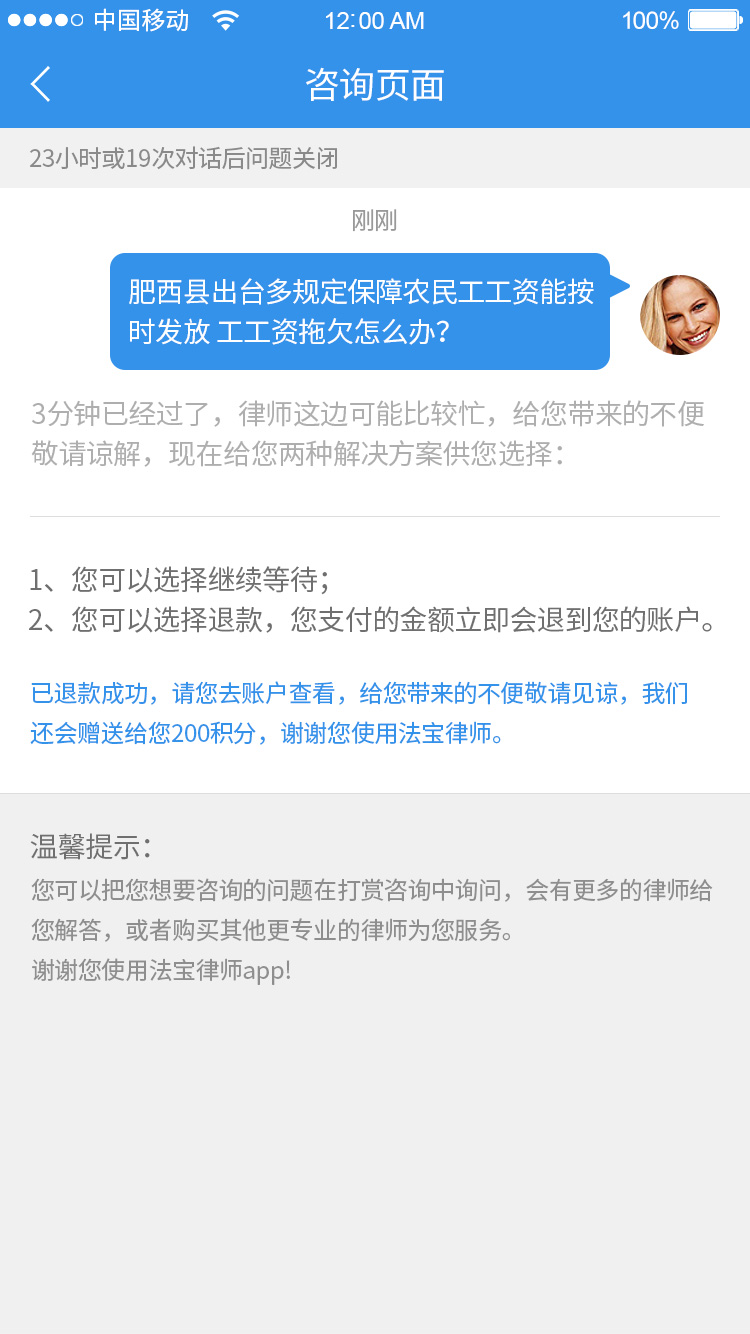 中国移动 12:00 AM 100%
咨询页面
23小时或19次对话后问题关闭
刚刚
肥西县出台多规定保障农民工工资能按
时发放 工工资拖欠怎么办?
3分钟已经过了，律师这边可能比较忙，给您带来的不便
敬请谅解，现在给您两种解决方案供您选择：
1、您可以选择继续等待；
2、您可以选择退款，您支付的金额立即会退到您的账户。
已退款成功，请您去账户查看，给您带来的不便敬请见谅，我们
还会赠送给您200积分，谢谢您使用法宝律师。
温馨提示：
您可以把您想要咨询的问题在打赏咨询中询问，会有更多的律师给
您解答，或者购买其他更专业的律师为您服务。
谢谢您使用法宝律师app!